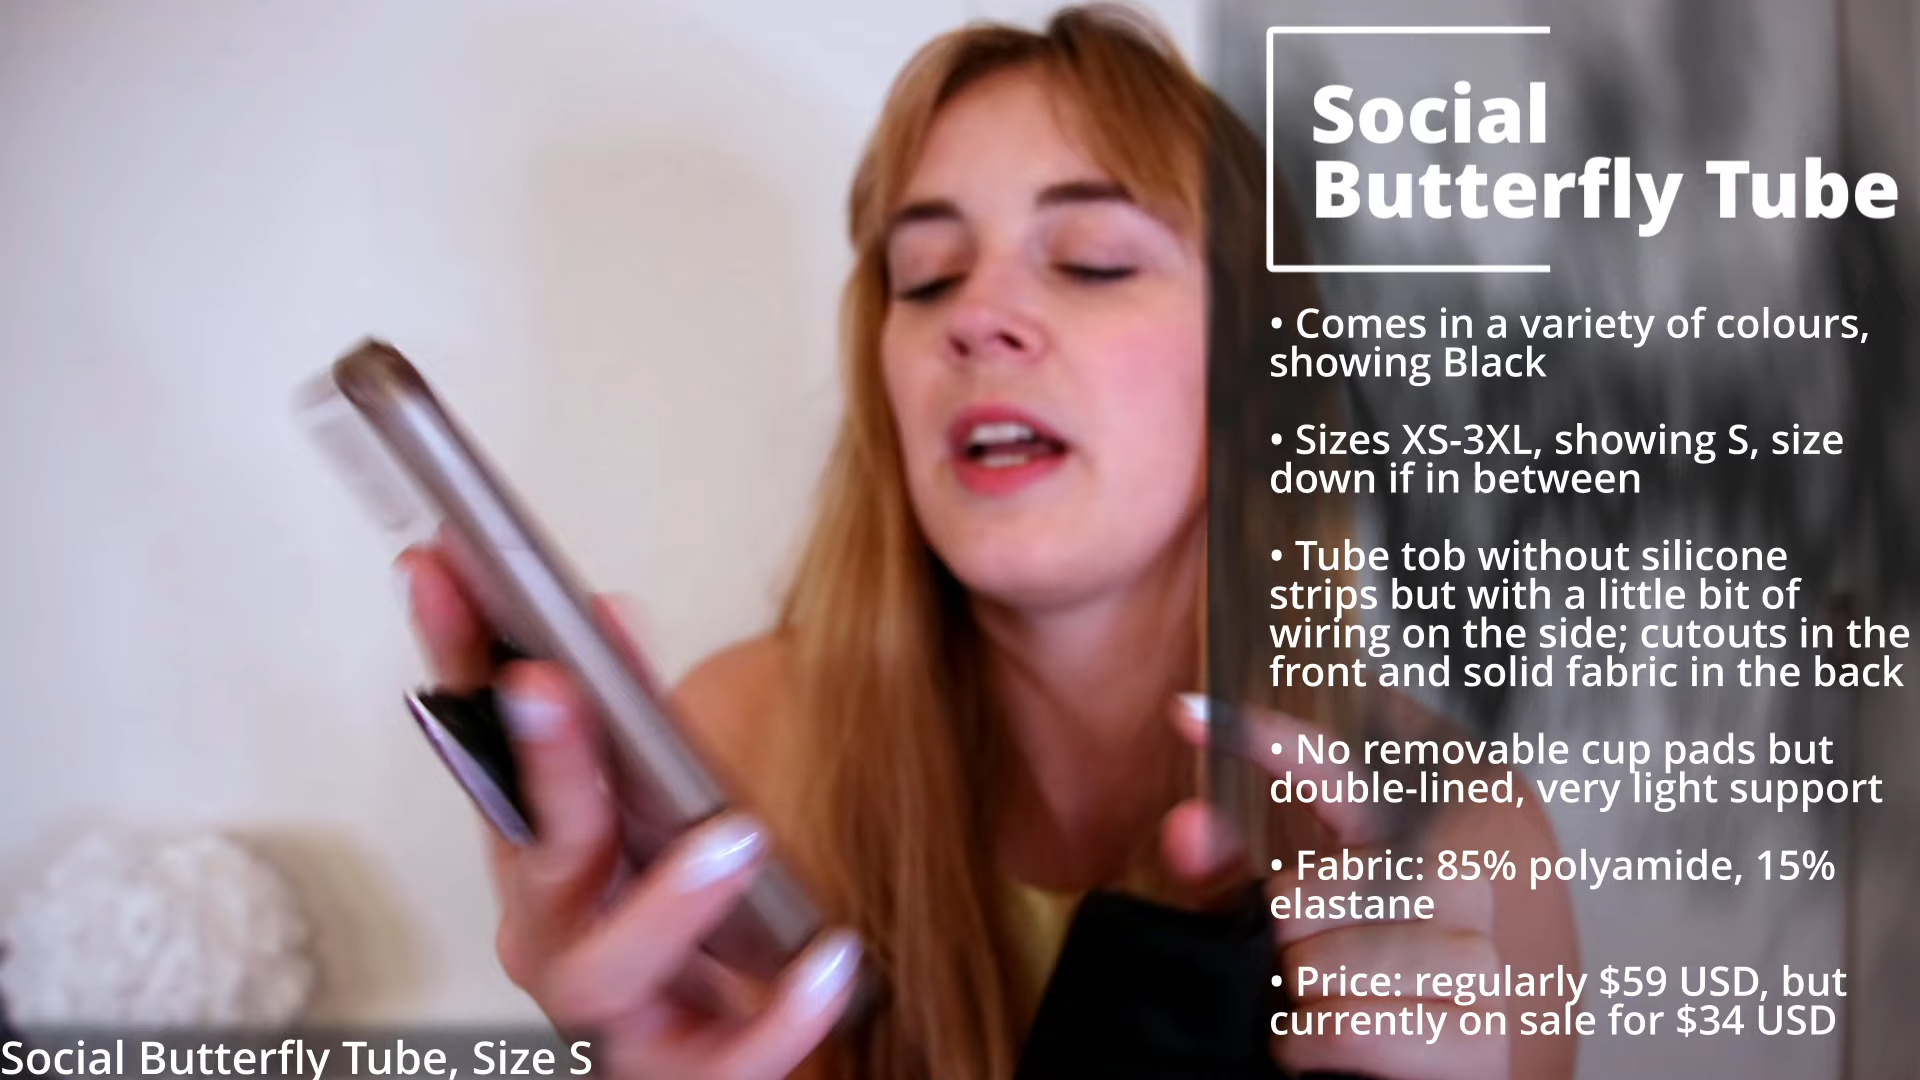 Social
Butterfly Tube
• Comes in a variety of colours,
showing Black
• Sizes XS-3XL, showing S, size
down if in between
• Tube tob without silicone
strips but with a little bit of
wiring on the side; cutouts in the
front and solid fabric in the back
• No removable cup pads but
double-lined, very light support
• Fabric: 85% polyamide, 15%
elastane
• Price: regularly $59 USD, but
currently on sale for $34 USD
Social Butterfly Tube, Size S